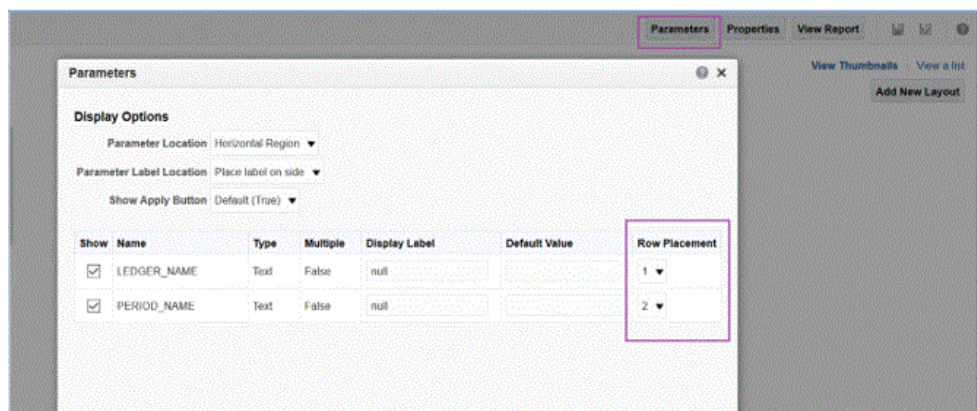 Parameters Properties View Report
View Thumbnails View a list
Add New Layout
Parameters
Display Options
Parameter Location Horizontal Region
Parameter Label Location Place label on side
Show Apply Button Default (True)
Show Name Type Multiple Display Label Default Value Row Placement
LEDGER_NAME Text False null 1
PERIOD_NAME Text False null 2